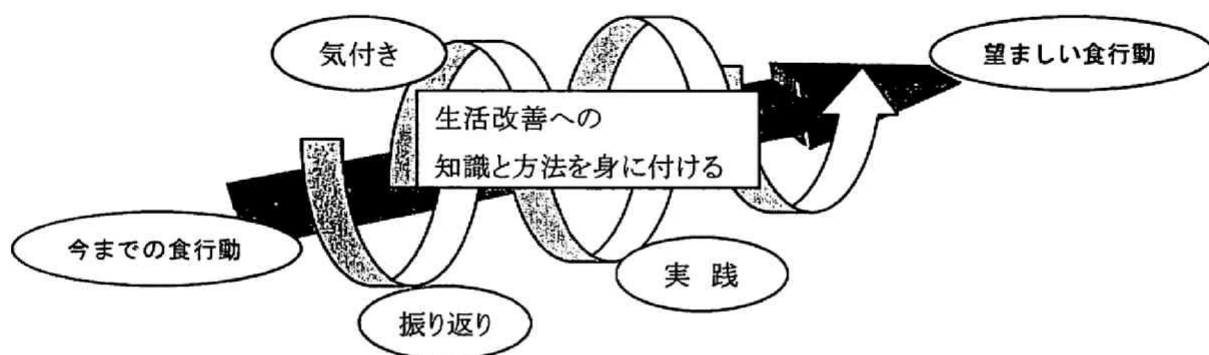 気付き
望ましい食行動
生活改善への
知識と方法を身に付ける
今までの食行動
実 践
振り返り